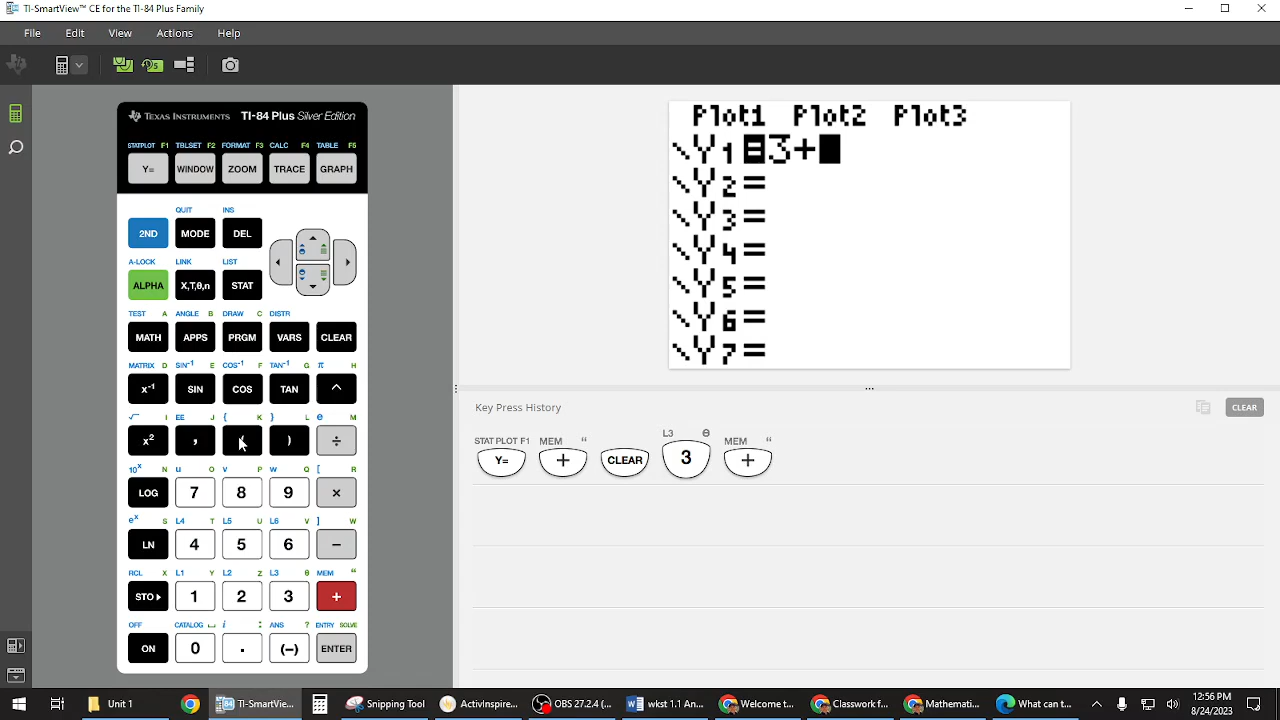 TI-SmartView™ CE for the TI-84 Plus Family
File Edit View Actions Help
TEXAS INSTRUMENTS TI-84 Plus Silver Edition
STATPLOT F1 TBLSET F2 FORMAT F3 CALC F4 TABLE F5
Y= WINDOW ZOOM TRACE GRAPH
QUIT INS
2ND MODE DEL
A-LOCK LINK LIST
ALPHA X,T,θ,n STAT
TEST A ANGLE B DRAW C DISTR
MATH APPS PRGM VARS CLEAR
MATRIX D SIN⁻¹ E COS⁻¹ F TAN⁻¹ G π H
x⁻¹ SIN COS TAN ^
√ I EE J { K } L e M
x² , ( ) ÷
10ˣ N u O v P w Q [ R
LOG 7 8 9 ×
eˣ S L4 T L5 U L6 V ] W
LN 4 5 6 −
RCL X L1 Y L2 Z L3 θ MEM “
STO► 1 2 3 +
OFF CATALOG ␣ i : ANS ? ENTRY SOLVE
ON 0 . (−) ENTER
Plot1 Plot2 Plot3
\Y1=3+
\Y2=
\Y3=
\Y4=
\Y5=
\Y6=
\Y7=
Key Press History CLEAR
STAT PLOT F1 MEM “ L3 θ MEM “
Y= + CLEAR 3 +
Unit 1 TI-SmartVie... Snipping Tool ActivInspire... OBS 27.2.4 (... wkst 1.1 An... Welcome t... Classwork f... Mathemati... What can t...
12:56 PM
8/24/2023